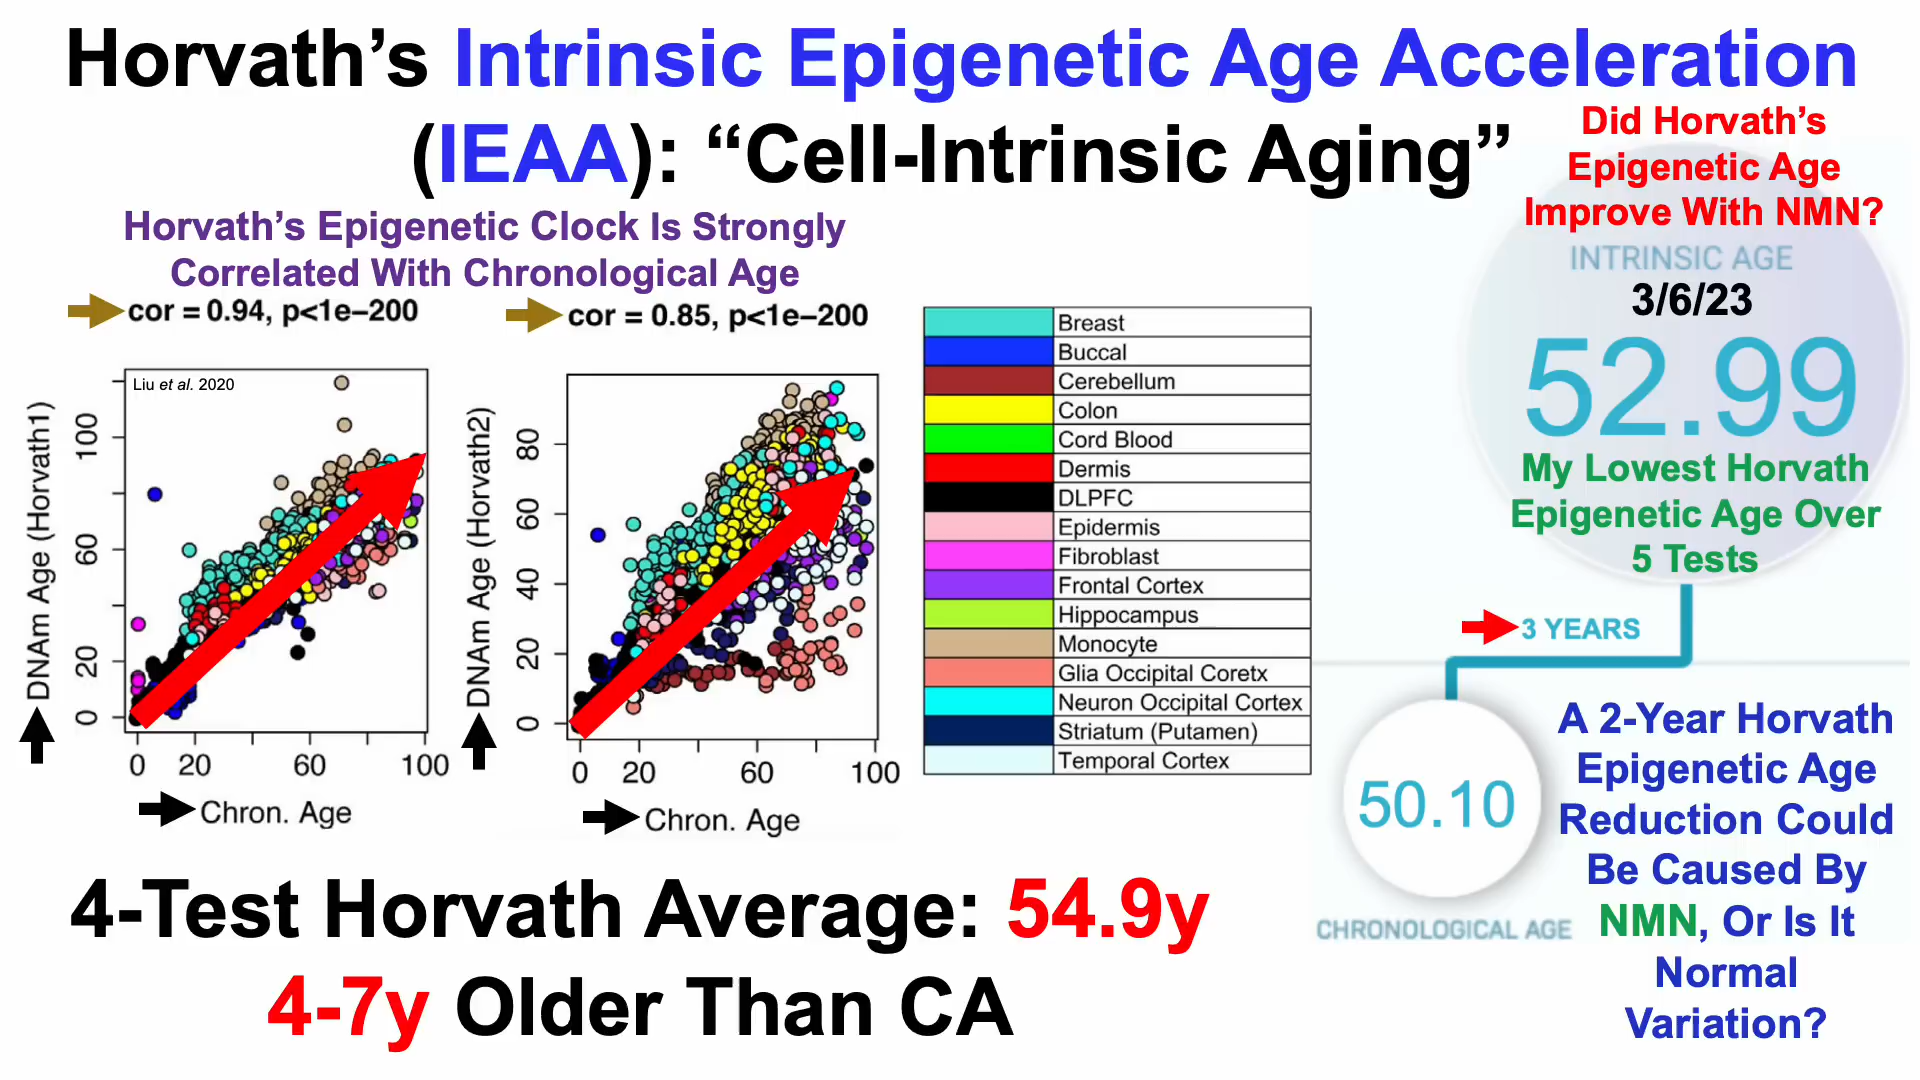 Horvath's Intrinsic Epigenetic Age Acceleration
(IEAA): “Cell-Intrinsic Aging”
Horvath's Epigenetic Clock Is Strongly
Correlated With Chronological Age
cor = 0.94, p<1e−200
Liu et al. 2020
DNAm Age (Horvath1)
100
60
20
0
0 20 60 100
Chron. Age
cor = 0.85, p<1e−200
DNAm Age (Horvath2)
80
60
40
20
0
0 20 60 100
Chron. Age
Breast
Buccal
Cerebellum
Colon
Cord Blood
Dermis
DLPFC
Epidermis
Fibroblast
Frontal Cortex
Hippocampus
Monocyte
Glia Occipital Coretx
Neuron Occipital Cortex
Striatum (Putamen)
Temporal Cortex
Did Horvath's
Epigenetic Age
Improve With NMN?
INTRINSIC AGE
3/6/23
52.99
My Lowest Horvath
Epigenetic Age Over
5 Tests
3 YEARS
50.10
CHRONOLOGICAL AGE
A 2-Year Horvath
Epigenetic Age
Reduction Could
Be Caused By
NMN, Or Is It
Normal
Variation?
4-Test Horvath Average: 54.9y
4-7y Older Than CA